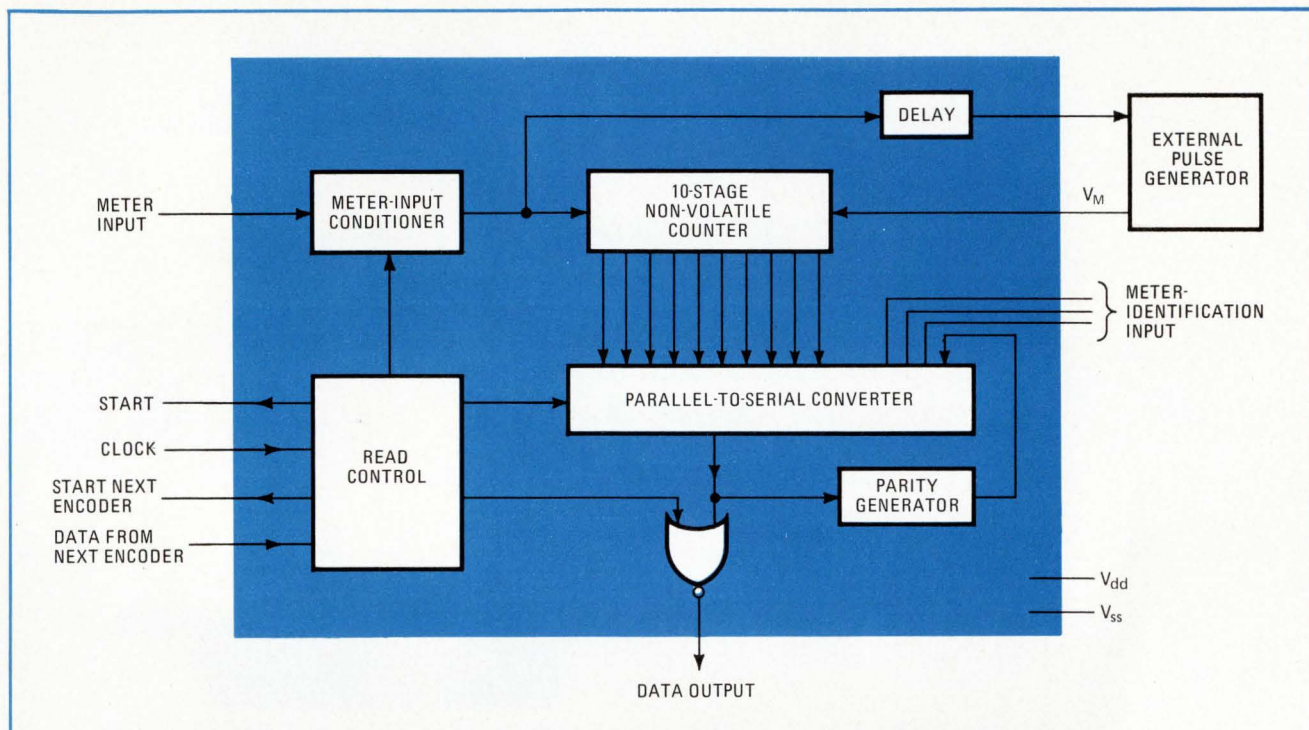 DELAY
EXTERNAL
PULSE
GENERATOR
METER
INPUT
METER-INPUT
CONDITIONER
10-STAGE
NON-VOLATILE
COUNTER
VM
METER-
IDENTIFICATION
INPUT
START
CLOCK
START NEXT
ENCODER
DATA FROM
NEXT ENCODER
READ
CONTROL
PARALLEL-TO-SERIAL CONVERTER
PARITY
GENERATOR
Vdd
Vss
DATA OUTPUT